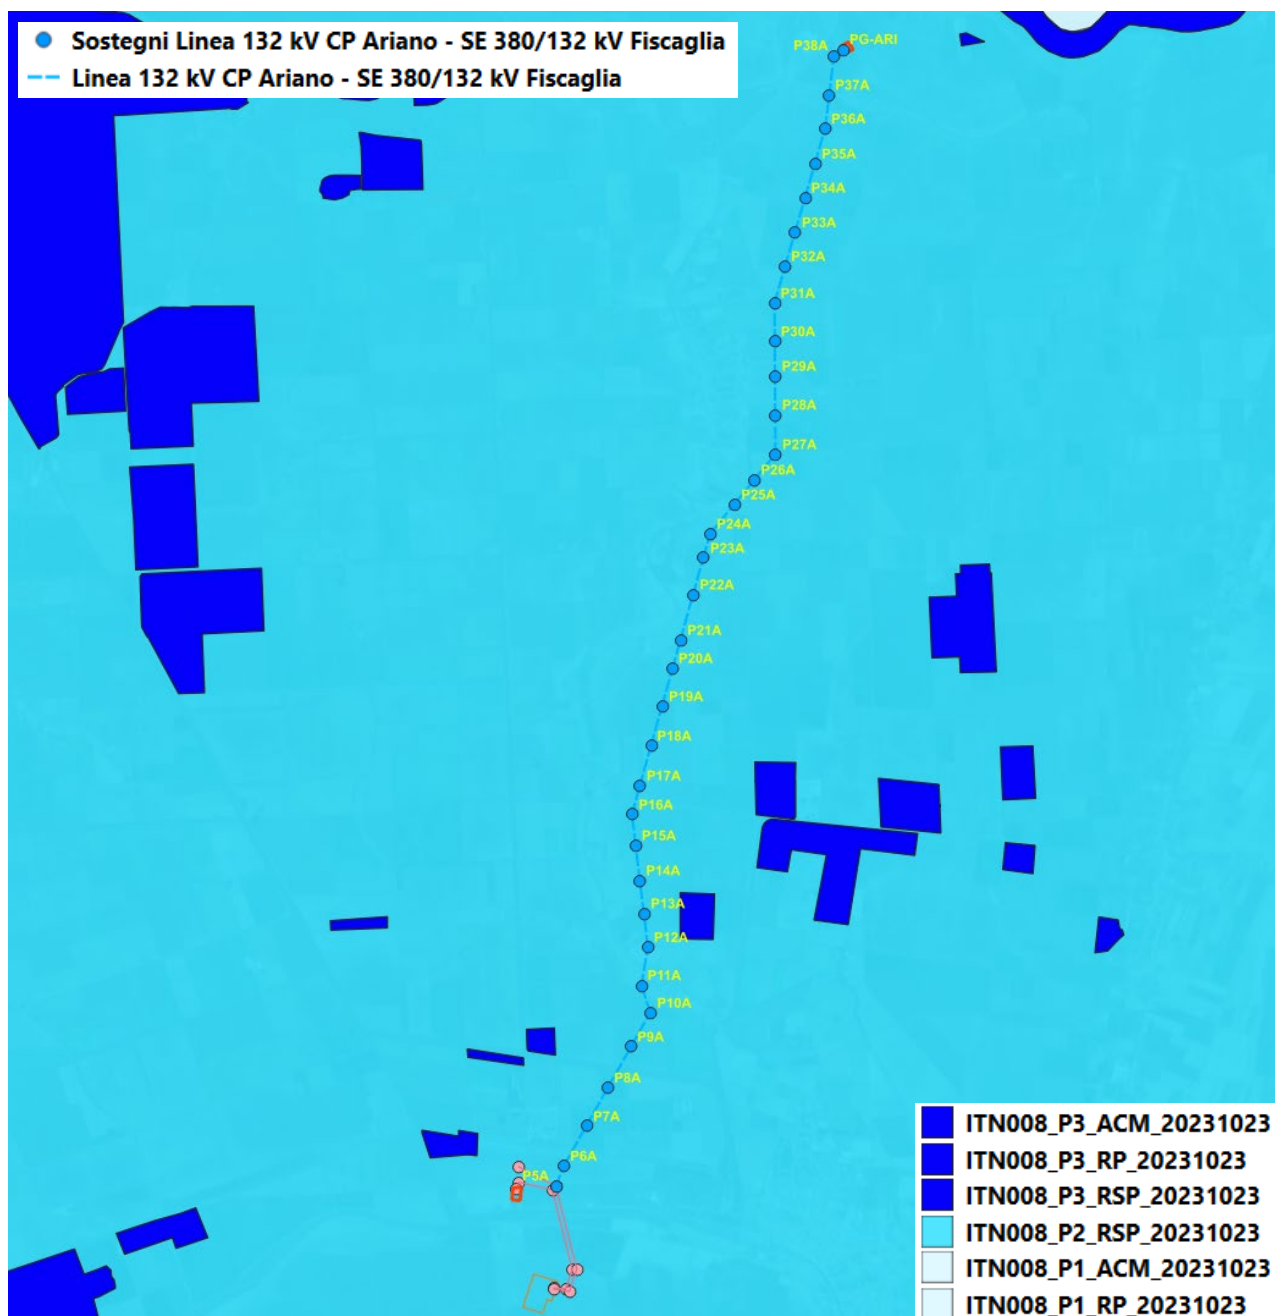 Sostegni Linea 132 kV CP Ariano - SE 380/132 kV Fiscaglia
Linea 132 kV CP Ariano - SE 380/132 kV Fiscaglia
PG-ARI
P38A
P37A
P36A
P35A
P34A
P33A
P32A
P31A
P30A
P29A
P28A
P27A
P26A
P25A
P24A
P23A
P22A
P21A
P20A
P19A
P18A
P17A
P16A
P15A
P14A
P13A
P12A
P11A
P10A
P9A
P8A
P7A
P6A
P5A
ITN008_P3_ACM_20231023
ITN008_P3_RP_20231023
ITN008_P3_RSP_20231023
ITN008_P2_RSP_20231023
ITN008_P1_ACM_20231023
ITN008_P1_RP_20231023